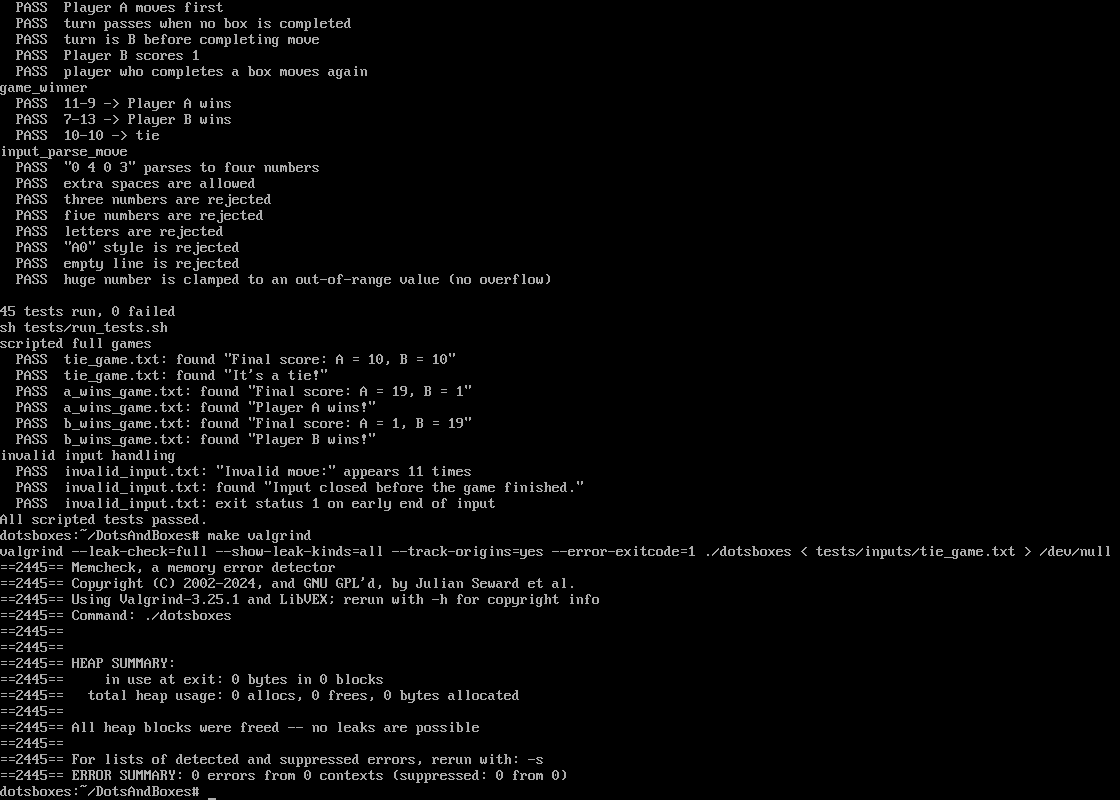 PASS  Player A moves first
PASS  turn passes when no box is completed
PASS  turn is B before completing move
PASS  Player B scores 1
PASS  player who completes a box moves again
game_winner
PASS  11-9 -> Player A wins
PASS  7-13 -> Player B wins
PASS  10-10 -> tie
input_parse_move
PASS  "0 4 0 3" parses to four numbers
PASS  extra spaces are allowed
PASS  three numbers are rejected
PASS  five numbers are rejected
PASS  letters are rejected
PASS  "A0" style is rejected
PASS  empty line is rejected
PASS  huge number is clamped to an out-of-range value (no overflow)
45 tests run, 0 failed
sh tests/run_tests.sh
scripted full games
PASS  tie_game.txt: found "Final score: A = 10, B = 10"
PASS  tie_game.txt: found "It's a tie!"
PASS  a_wins_game.txt: found "Final score: A = 19, B = 1"
PASS  a_wins_game.txt: found "Player A wins!"
PASS  b_wins_game.txt: found "Final score: A = 1, B = 19"
PASS  b_wins_game.txt: found "Player B wins!"
invalid input handling
PASS  invalid_input.txt: "Invalid move:" appears 11 times
PASS  invalid_input.txt: found "Input closed before the game finished."
PASS  invalid_input.txt: exit status 1 on early end of input
All scripted tests passed.
dotsboxes:~/DotsAndBoxes# make valgrind
valgrind --leak-check=full --show-leak-kinds=all --track-origins=yes --error-exitcode=1 ./dotsboxes < tests/inputs/tie_game.txt > /dev/null
==2445== Memcheck, a memory error detector
==2445== Copyright (C) 2002-2024, and GNU GPL'd, by Julian Seward et al.
==2445== Using Valgrind-3.25.1 and LibVEX; rerun with -h for copyright info
==2445== Command: ./dotsboxes
==2445==
==2445==
==2445== HEAP SUMMARY:
==2445==     in use at exit: 0 bytes in 0 blocks
==2445==   total heap usage: 0 allocs, 0 frees, 0 bytes allocated
==2445==
==2445== All heap blocks were freed -- no leaks are possible
==2445==
==2445== For lists of detected and suppressed errors, rerun with: -s
==2445== ERROR SUMMARY: 0 errors from 0 contexts (suppressed: 0 from 0)
dotsboxes:~/DotsAndBoxes# _